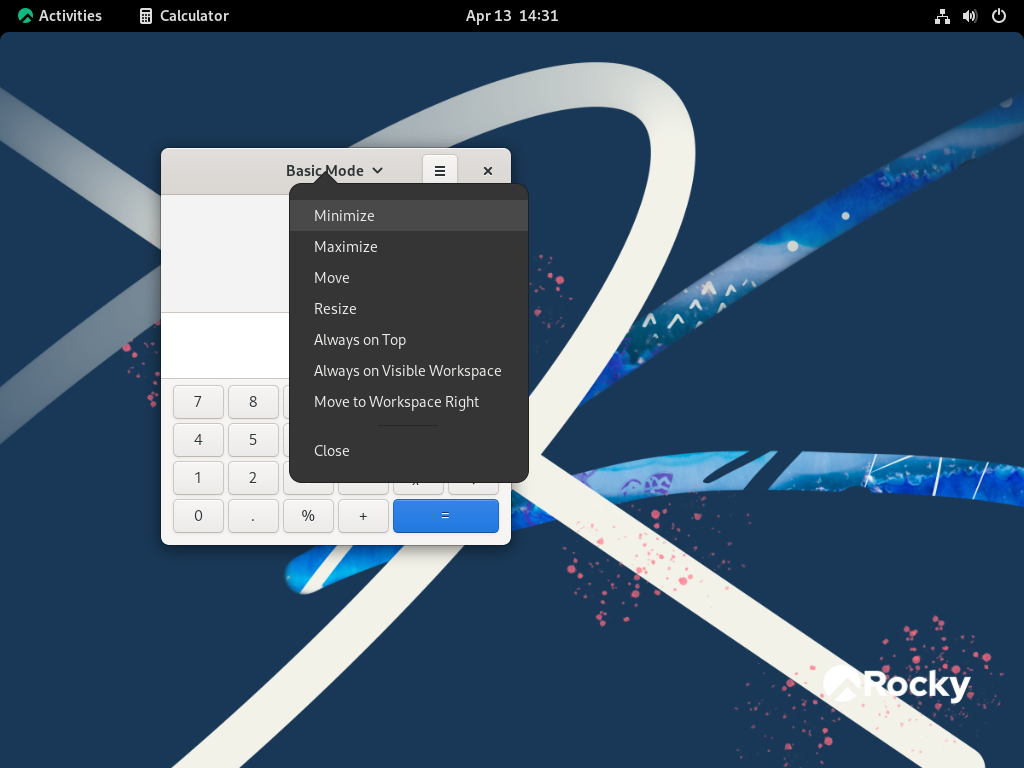 Activities
Calculator
Apr 13 14:31
Basic Mode
Minimize
Maximize
Move
Resize
Always on Top
Always on Visible Workspace
Move to Workspace Right
Close
7 8
4 5
1 2
0 . % + =
Rocky